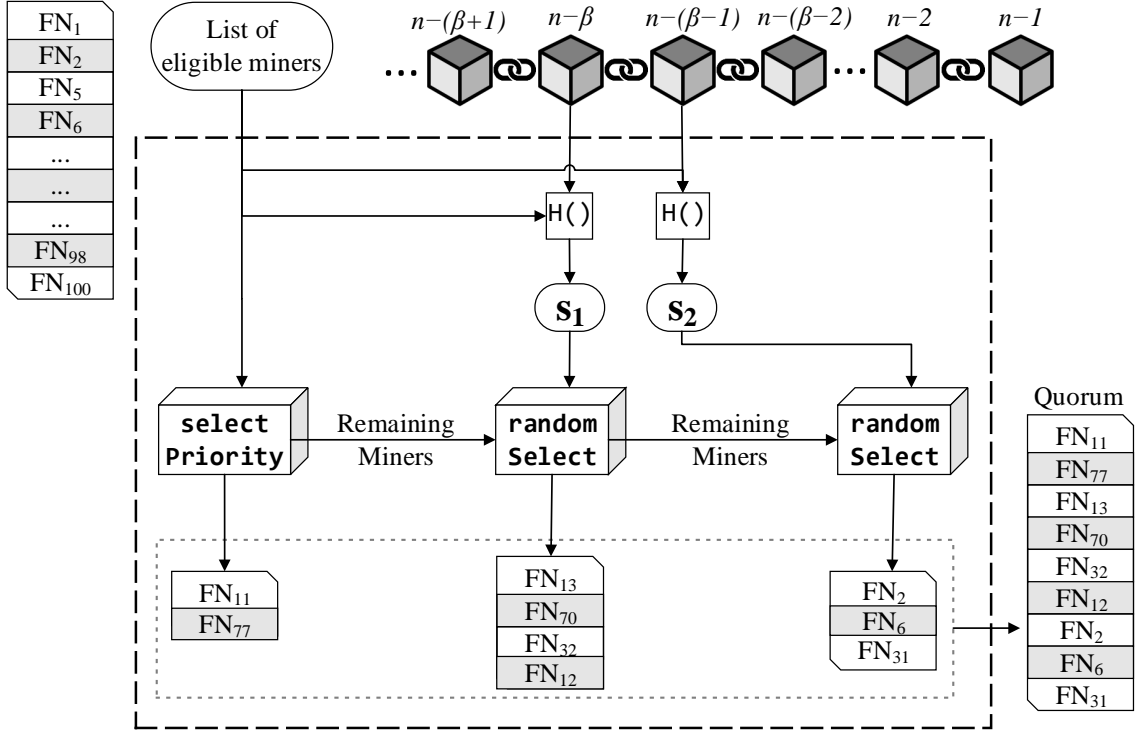 FN₁
FN₂
FN₅
FN₆
...
...
...
FN₉₈
FN₁₀₀
List of
eligible miners
n−(β+1)
n−β
n−(β−1)
n−(β−2)
n−2
n−1
...
...
H()
H()
s₁
s₂
select
Priority
Remaining
Miners
random
Select
Remaining
Miners
random
Select
FN₁₁
FN₇₇
FN₁₃
FN₇₀
FN₃₂
FN₁₂
FN₂
FN₆
FN₃₁
Quorum
FN₁₁
FN₇₇
FN₁₃
FN₇₀
FN₃₂
FN₁₂
FN₂
FN₆
FN₃₁